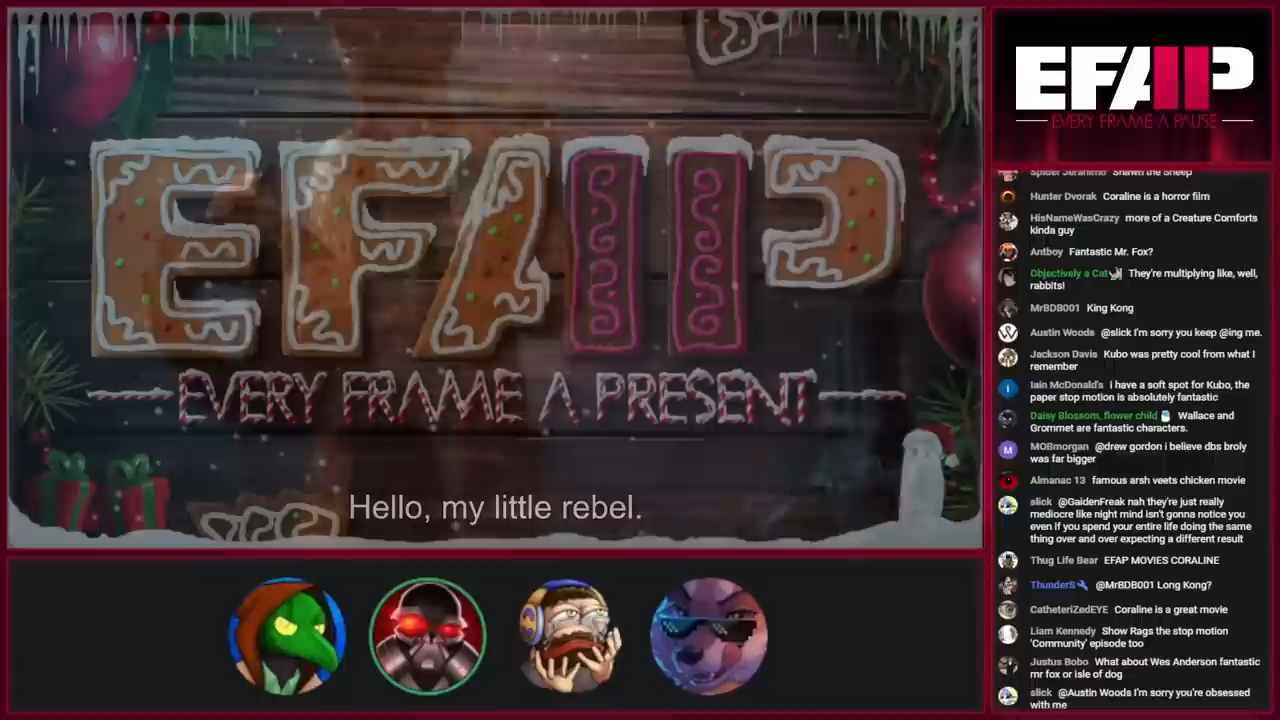 EFAP
EVERY FRAME A PRESENT
Hello, my little rebel.
EFAP
EVERY FRAME A PAUSE
Spider Jeranimo Shawn the Sheep
Hunter Dvorak Coraline is a horror film
HisNameWasCrazy more of a Creature Comforts
kinda guy
Antboy Fantastic Mr. Fox?
Objectively a Cat They're multiplying like, well,
rabbits!
MrBDB001 King Kong
Austin Woods @slick I'm sorry you keep @ing me.
Jackson Davis Kubo was pretty cool from what I
remember
Iain McDonald's i have a soft spot for Kubo, the
paper stop motion is absolutely fantastic
Daisy Blossom, flower child Wallace and
Grommet are fantastic characters.
M
MOBmorgan @drew gordon i believe dbs broly
was far bigger
Almanac 13 famous arsh veets chicken movie
slick @GaidenFreak nah they're just really
mediocre like night mind isn't gonna notice you
even if you spend your entire life doing the same
thing over and over expecting a different result
Thug Life Bear EFAP MOVIES CORALINE
ThunderS @MrBDB001 Long Kong?
CatheteriZedEYE Coraline is a great movie
Liam Kennedy Show Rags the stop motion
'Community' episode too
Justus Bobo What about Wes Anderson fantastic
mr fox or isle of dog
slick @Austin Woods I'm sorry you're obsessed
with me